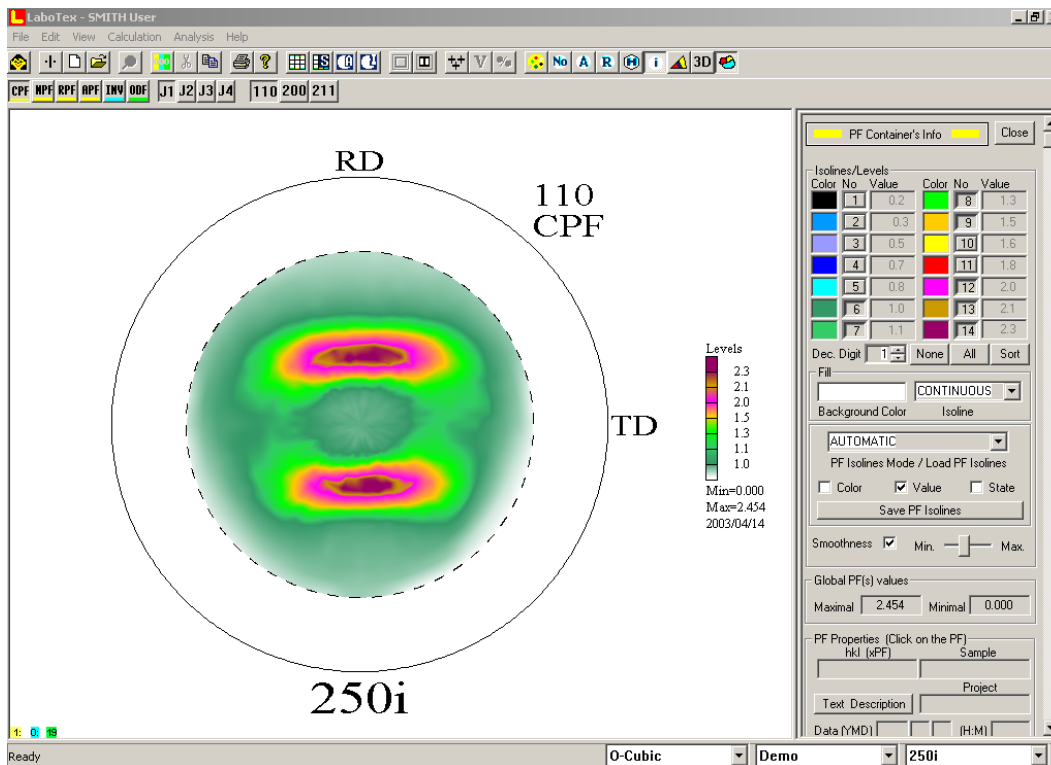 LaboTex - SMITH User
File Edit View Calculation Analysis Help
No A R H i 3D
CPF NPF RPF APF INV ODF J1 J2 J3 J4 110 200 211
RD
110
CPF
TD
250i
Levels
2.3
2.1
2.0
1.5
1.3
1.1
1.0
Min=0.000
Max=2.454
2003/04/14
PF Container's Info Close
Isolines/Levels
Color No Value Color No Value
1 0.2 8 1.3
2 0.3 9 1.5
3 0.5 10 1.6
4 0.7 11 1.8
5 0.8 12 2.0
6 1.0 13 2.1
7 1.1 14 2.3
Dec. Digit 1 None All Sort
Fill
CONTINUOUS
Background Color Isoline
AUTOMATIC
PF Isolines Mode / Load PF Isolines
Color Value State
Save PF Isolines
Smoothness Min. Max.
Global PF(s) values
Maximal 2.454 Minimal 0.000
PF Properties (Click on the PF)
hkl (xPF) Sample
Project
Text Description
Data (YMD) (H:M)
1: 0: 19
Ready O-Cubic Demo 250i